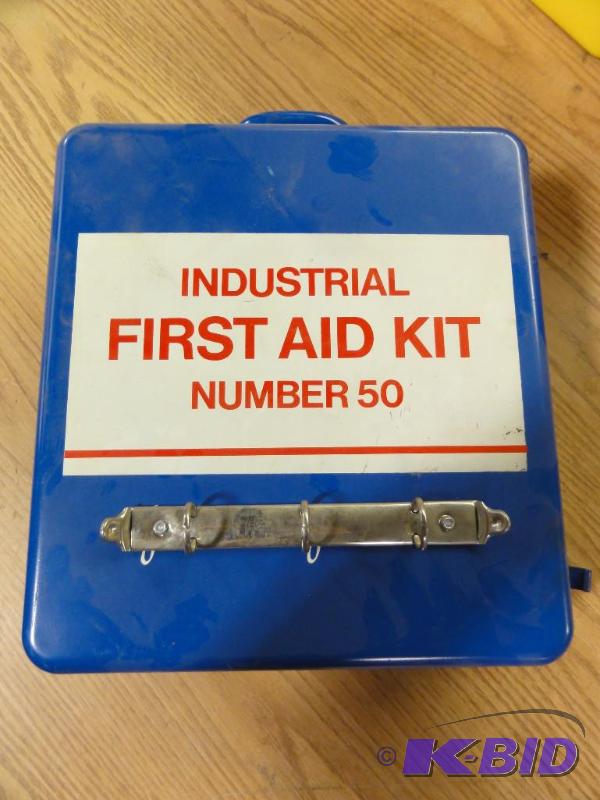 INDUSTRIAL
FIRST AID KIT
NUMBER 50
© K-BID